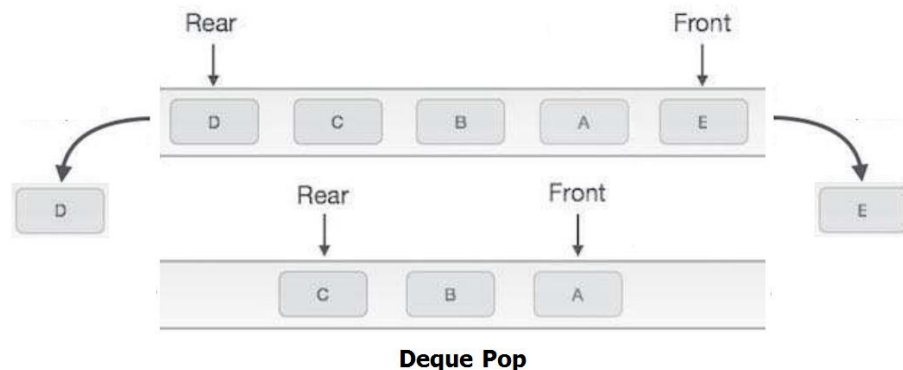 Rear Front
D C B A E
D E
Rear Front
C B A
Deque Pop